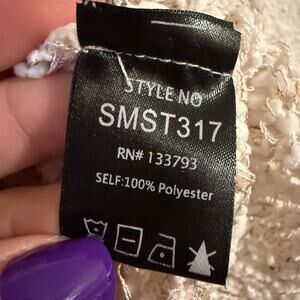 STYLE NO
SMST317
RN# 133793
SELF:100% Polyester